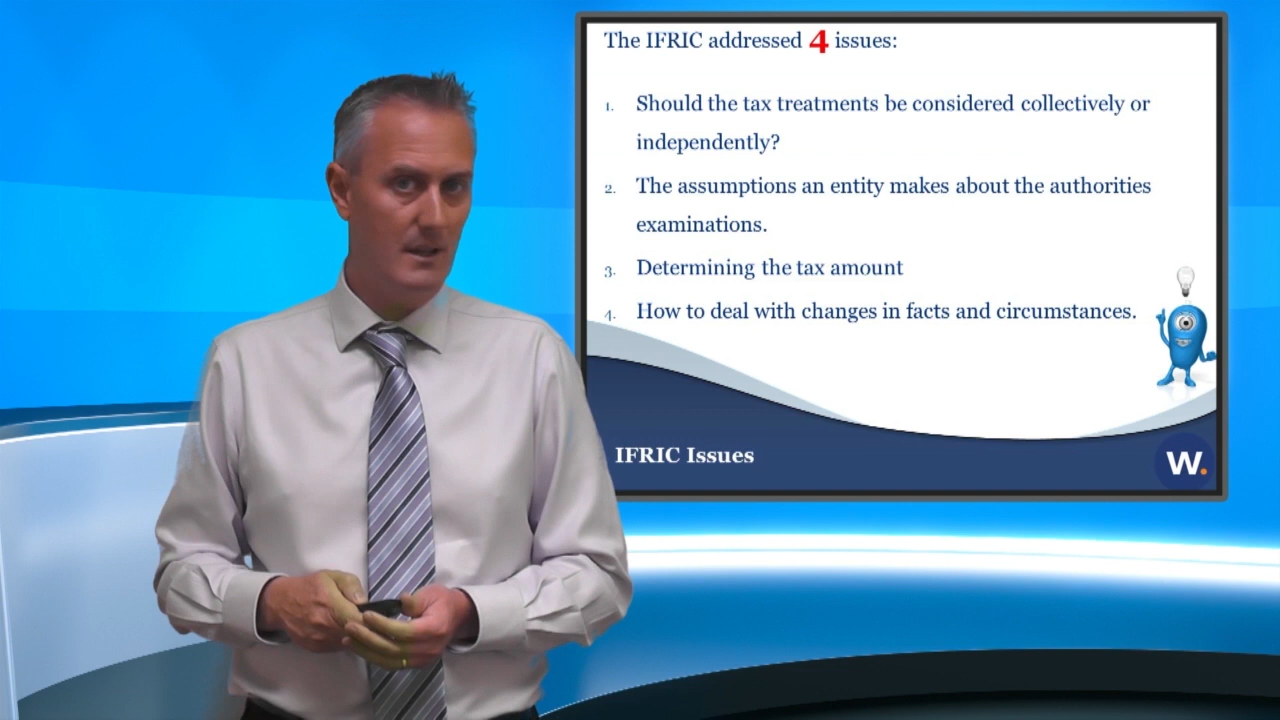 The IFRIC addressed 4 issues:
1. Should the tax treatments be considered collectively or
independently?
2. The assumptions an entity makes about the authorities
examinations.
3. Determining the tax amount
4. How to deal with changes in facts and circumstances.
IFRIC Issues
W.